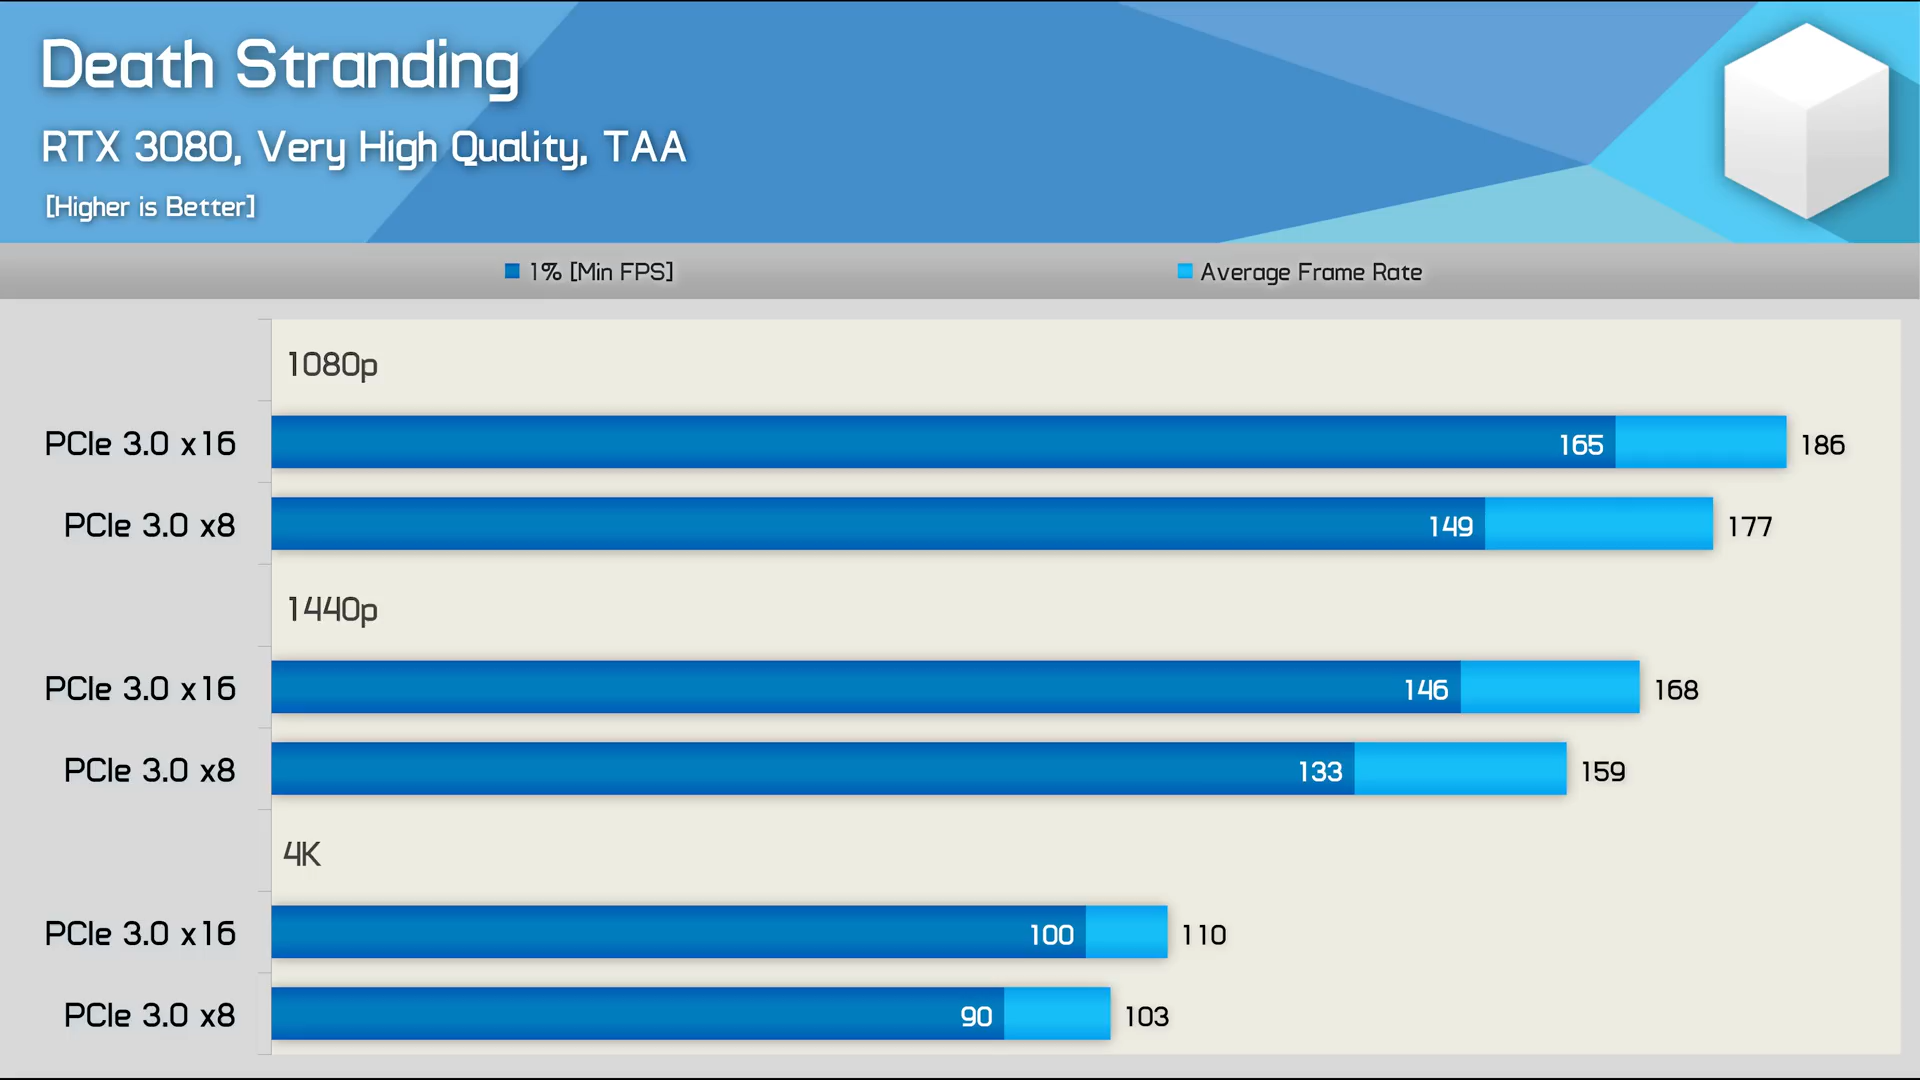 Death Stranding
RTX 3080, Very High Quality, TAA
[Higher is Better]
1% [Min FPS] Average Frame Rate
1080p
PCIe 3.0 x16 165 186
PCIe 3.0 x8 149 177
1440p
PCIe 3.0 x16 146 168
PCIe 3.0 x8 133 159
4K
PCIe 3.0 x16 100 110
PCIe 3.0 x8 90 103